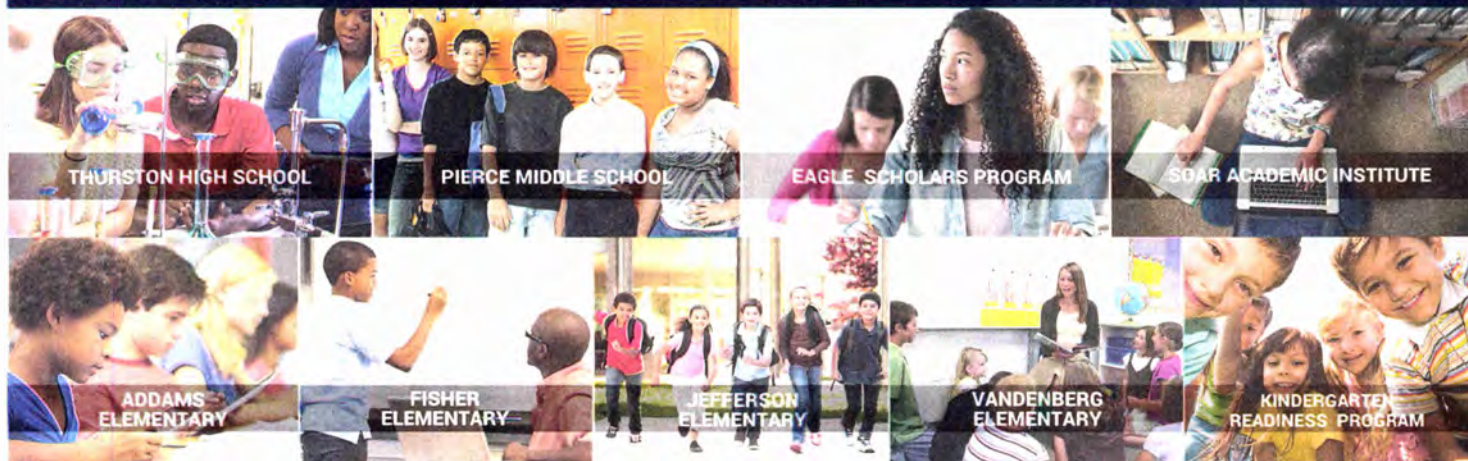 THURSTON HIGH SCHOOL
PIERCE MIDDLE SCHOOL
EAGLE SCHOLARS PROGRAM
SOAR ACADEMIC INSTITUTE
ADDAMS
ELEMENTARY
FISHER
ELEMENTARY
JEFFERSON
ELEMENTARY
VANDENBERG
ELEMENTARY
KINDERGARTEN
READINESS PROGRAM